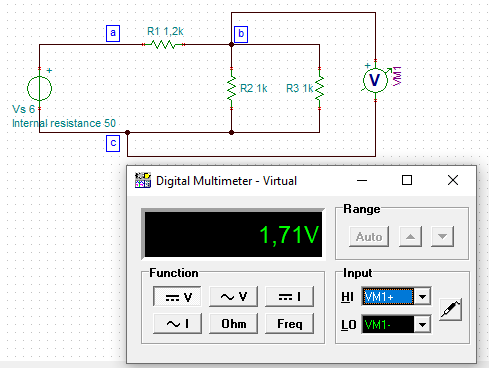 a
R1 1,2k
b
+
+
V
VM1
R2 1k
R3 1k
Vs 6
Internal resistance 50
c
Digital Multimeter - Virtual
1,71V
Range
Auto
Function
V
V
I
I
Ohm
Freq
Input
HI VM1+
LO VM1-